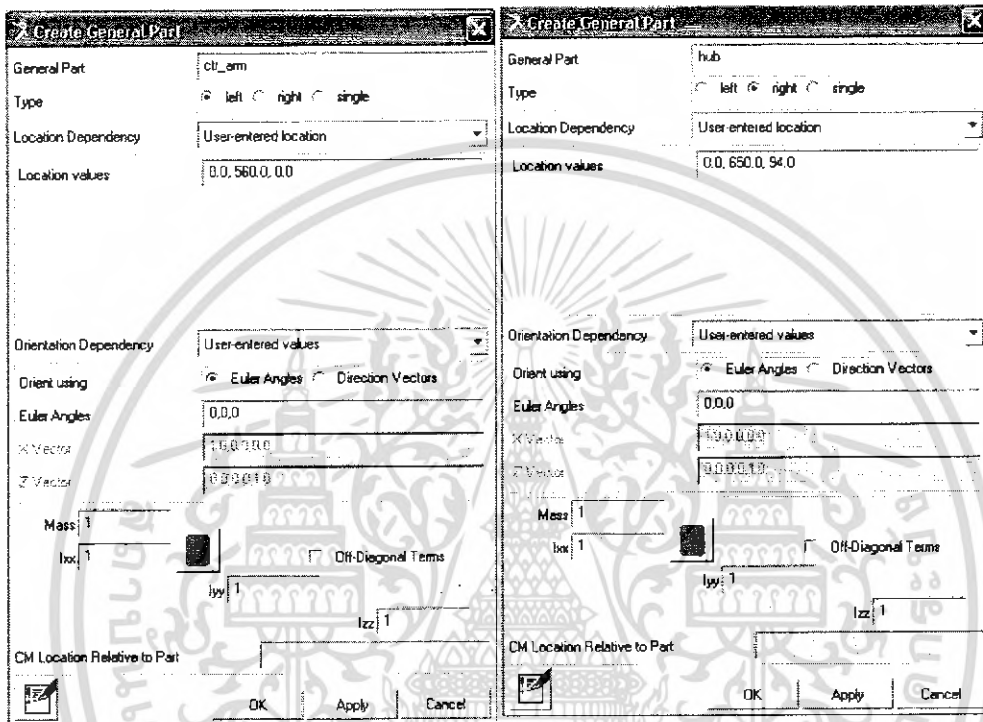 Create General Part
General Part
ctr_arm
Type
left
right
single
Location Dependency
User-entered location
Location values
0.0, 560.0, 0.0
Orientation Dependency
User-entered values
Orient using
Euler Angles
Direction Vectors
Euler Angles
0,0,0
X Vector
Z Vector
Mass
1
Ixx
1
Off-Diagonal Terms
Iyy
1
Izz
1
CM Location Relative to Part
OK
Apply
Cancel
Create General Part
General Part
hub
Type
left
right
single
Location Dependency
User-entered location
Location values
0.0, 650.0, 94.0
Orientation Dependency
User-entered values
Orient using
Euler Angles
Direction Vectors
Euler Angles
0,0,0
X Vector
Z Vector
Mass
1
Ixx
1
Off-Diagonal Terms
Iyy
1
Izz
1
CM Location Relative to Part
OK
Apply
Cancel